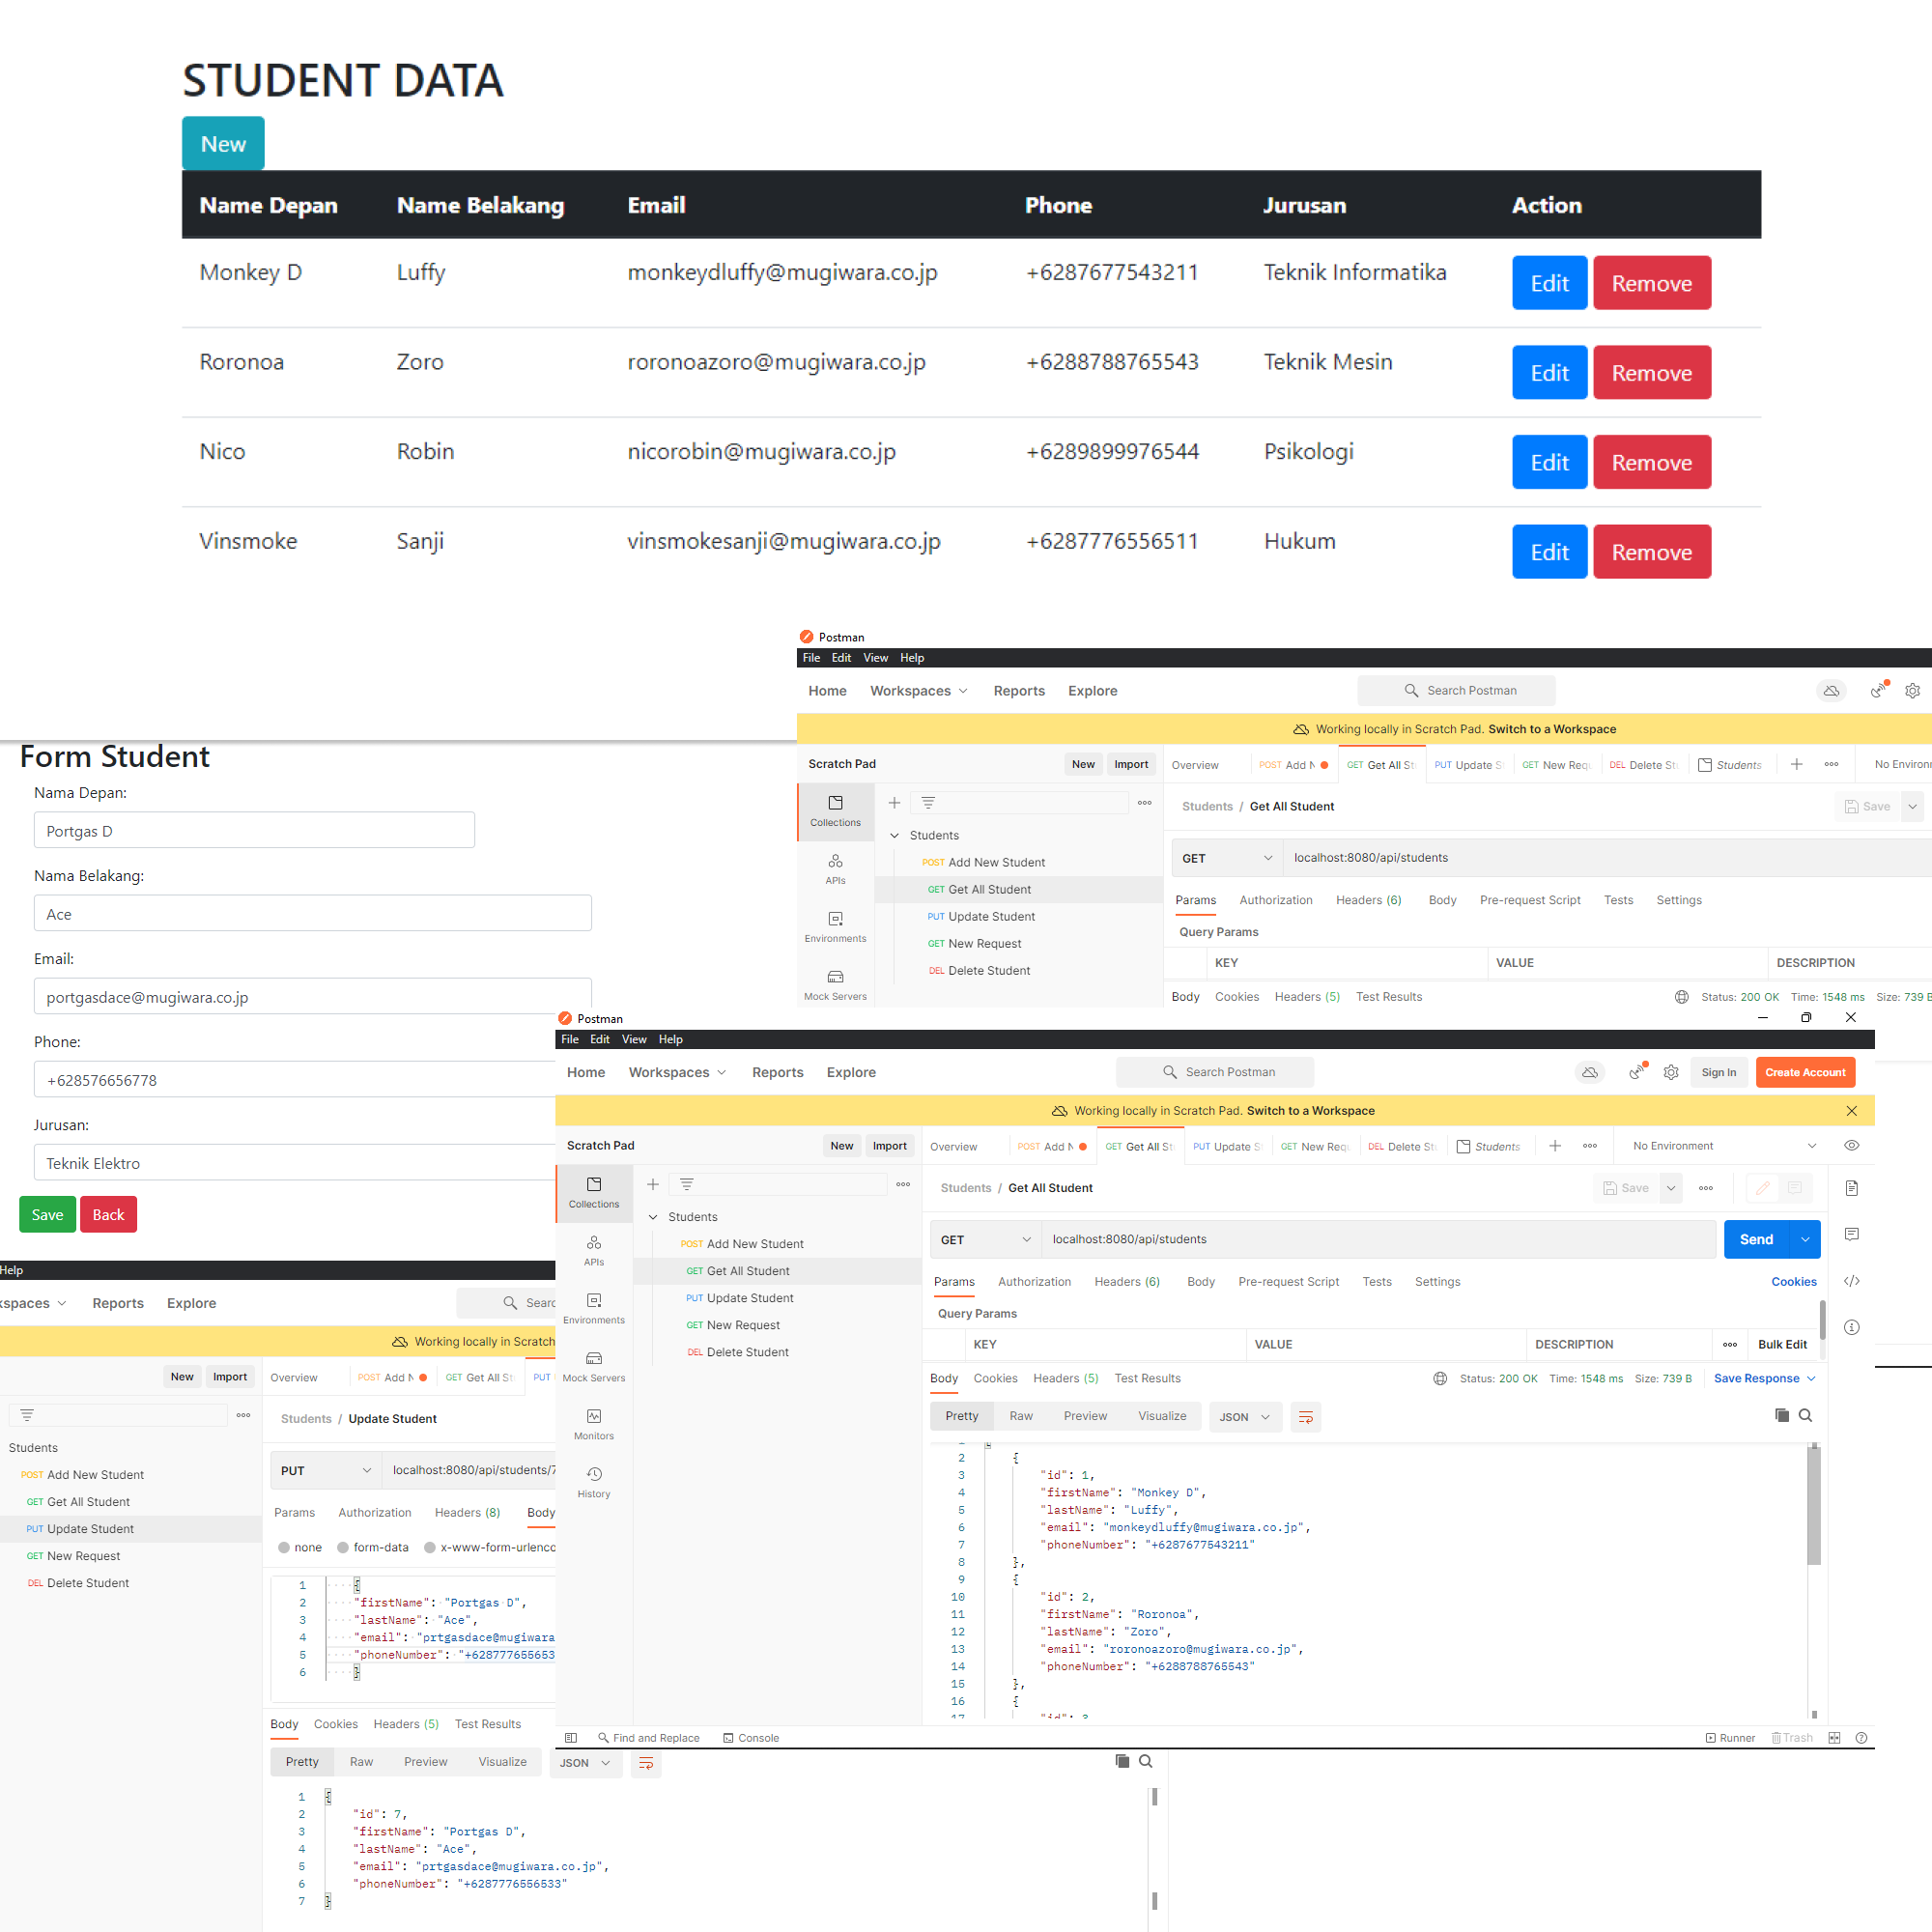 STUDENT DATA
New
Name Depan Name Belakang Email Phone Jurusan Action
Monkey D Luffy monkeydluffy@mugiwara.co.jp +6287677543211 Teknik Informatika Edit Remove
Roronoa Zoro roronoazoro@mugiwara.co.jp +6288788765543 Teknik Mesin Edit Remove
Nico Robin nicorobin@mugiwara.co.jp +6289899976544 Psikologi Edit Remove
Vinsmoke Sanji vinsmokesanji@mugiwara.co.jp +6287776556511 Hukum Edit Remove
Postman
File Edit View Help
Home Workspaces Reports Explore Search Postman
Working locally in Scratch Pad. Switch to a Workspace
Scratch Pad New Import Overview POST Add N GET Get All St PUT Update S GET New Requ DEL Delete Stu Students No Environ
Students / Get All Student Save
Collections
Students
POST Add New Student
GET localhost:8080/api/students
APIs
GET Get All Student
Params Authorization Headers (6) Body Pre-request Script Tests Settings
PUT Update Student
Query Params
Environments
GET New Request
KEY VALUE DESCRIPTION
DEL Delete Student
Mock Servers
Body Cookies Headers (5) Test Results Status: 200 OK Time: 1548 ms Size: 739 B
Form Student
Nama Depan:
Portgas D
Nama Belakang:
Ace
Email:
portgasdace@mugiwara.co.jp
Phone:
+628576656778
Jurusan:
Teknik Elektro
Save Back
Postman
File Edit View Help
Home Workspaces Reports Explore Search Postman Sign In Create Account
Working locally in Scratch Pad. Switch to a Workspace
Scratch Pad New Import Overview POST Add N GET Get All St PUT Update S GET New Requ DEL Delete Stu Students No Environment
Students / Get All Student Save
Collections
Students
POST Add New Student
GET localhost:8080/api/students Send
APIs
GET Get All Student
Params Authorization Headers (6) Body Pre-request Script Tests Settings Cookies
PUT Update Student
Query Params
Environments
GET New Request
KEY VALUE DESCRIPTION Bulk Edit
DEL Delete Student
Mock Servers
Body Cookies Headers (5) Test Results Status: 200 OK Time: 1548 ms Size: 739 B Save Response
Pretty Raw Preview Visualize JSON
Monitors
History
2 {
3 "id": 1,
4 "firstName": "Monkey D",
5 "lastName": "Luffy",
6 "email": "monkeydluffy@mugiwara.co.jp",
7 "phoneNumber": "+6287677543211"
8 },
9 {
10 "id": 2,
11 "firstName": "Roronoa",
12 "lastName": "Zoro",
13 "email": "roronoazoro@mugiwara.co.jp",
14 "phoneNumber": "+6288788765543"
15 },
16 {
17 "id": 3
Find and Replace Console Runner Trash
Help
kspaces Reports Explore Searc
Working locally in Scratch
New Import Overview POST Add N GET Get All St PUT
Students / Update Student
Students
POST Add New Student
PUT localhost:8080/api/students/7
GET Get All Student
Params Authorization Headers (8) Body
PUT Update Student
none form-data x-www-form-urlenco
GET New Request
DEL Delete Student
1 {
2 "firstName": "Portgas D",
3 "lastName": "Ace",
4 "email": "prtgasdace@mugiwara
5 "phoneNumber": "+628777655653
6 }
Body Cookies Headers (5) Test Results
Pretty Raw Preview Visualize JSON
1 {
2 "id": 7,
3 "firstName": "Portgas D",
4 "lastName": "Ace",
5 "email": "prtgasdace@mugiwara.co.jp",
6 "phoneNumber": "+6287776556533"
7 }